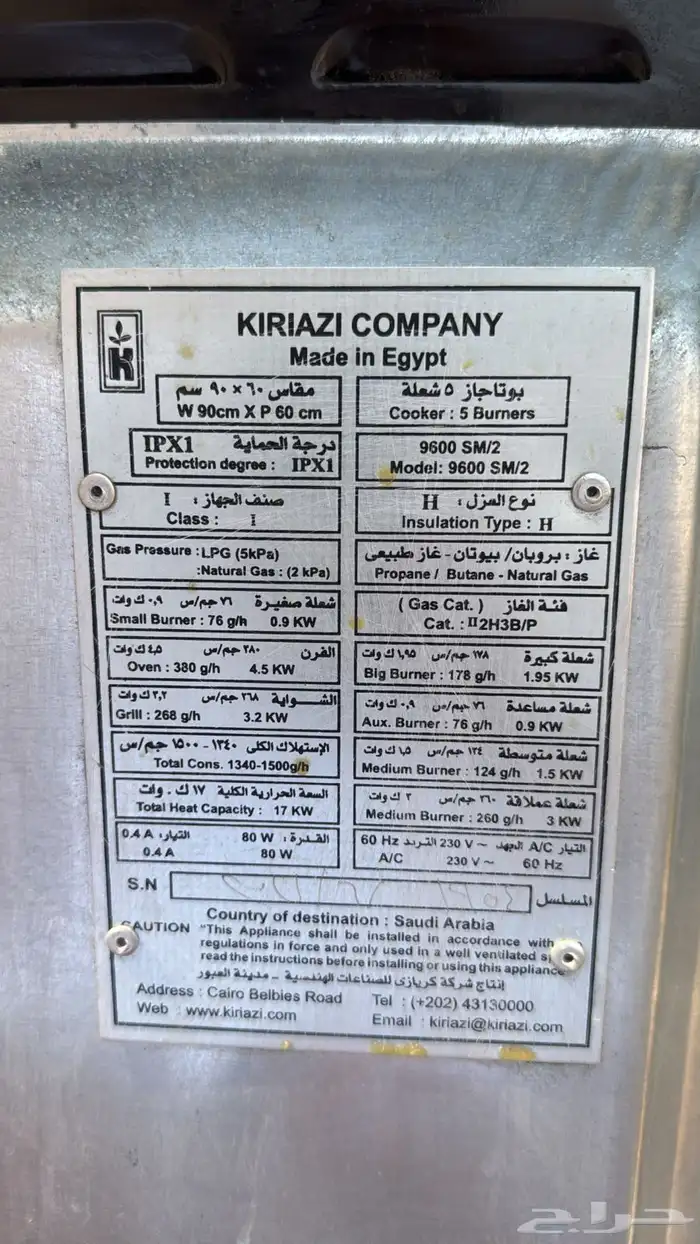 K
KIRIAZI COMPANY
Made in Egypt
مقاس ٦٠ × ٩٠ سم
W 90cm X P 60 cm
بوتاجاز ٥ شعلة
Cooker : 5 Burners
IPX1 درجة الحماية
Protection degree : IPX1
9600 SM/2
Model: 9600 SM/2
صنف الجهاز : I
Class : I
نوع العزل : H
Insulation Type : H
Gas Pressure : LPG (5kPa)
:Natural Gas : (2 kPa)
غاز : بروبان/ بيوتان - غاز طبيعى
Propane / Butane - Natural Gas
شعلة صغيرة ٧٦ جم/س ٠,٩ ك وات
Small Burner : 76 g/h 0.9 KW
فئة الغاز ( Gas Cat. )
Cat. : II2H3B/P
الفرن ٣٨٠ جم/س ٤,٥ ك وات
Oven : 380 g/h 4.5 KW
شعلة كبيرة ١٧٨ جم/س ١,٩٥ ك وات
Big Burner : 178 g/h 1.95 KW
الشواية ٢٦٨ جم/س ٣,٢ ك وات
Grill : 268 g/h 3.2 KW
شعلة مساعدة ٧٦ جم/س ٠,٩ ك وات
Aux. Burner : 76 g/h 0.9 KW
الإستهلاك الكلى ١٣٤٠ - ١٥٠٠ جم/س
Total Cons. 1340-1500g/h
شعلة متوسطة ١٢٤ جم/س ١,٥ ك وات
Medium Burner : 124 g/h 1.5 KW
السعة الحرارية الكلية ١٧ ك . وات
Total Heat Capacity : 17 KW
شعلة عملاقة ٢٦٠ جم/س ٣ ك وات
Medium Burner : 260 g/h 3 KW
القدرة : 80 W التيار : 0.4 A
0.4 A 80 W
التيار A/C الجهد ~ 230 V التردد 60 Hz
A/C 230 V ~ 60 Hz
S.N المسلسل
Country of destination : Saudi Arabia
CAUTION "This Appliance shall be installed in accordance with
regulations in force and only used in a well ventilated
read the instructions before installing or using this appliance
إنتاج شركة كريازى للصناعات الهندسية - مدينة العبور
Address : Cairo Belbies Road Tel : (+202) 43130000
Web : www.kiriazi.com Email : kiriazi@kiriazi.com
حراج